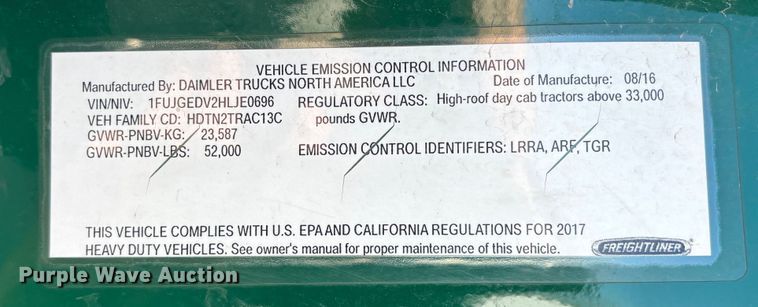 VEHICLE EMISSION CONTROL INFORMATION
Manufactured By: DAIMLER TRUCKS NORTH AMERICA LLC Date of Manufacture: 08/16
VIN/NIV: 1FUJGEDV2HLJE0696 REGULATORY CLASS: High-roof day cab tractors above 33,000
VEH FAMILY CD: HDTN2TRAC13C pounds GVWR.
GVWR-PNBV-KG: 23,587
GVWR-PNBV-LBS: 52,000 EMISSION CONTROL IDENTIFIERS: LRRA, ARF, TGR
THIS VEHICLE COMPLIES WITH U.S. EPA AND CALIFORNIA REGULATIONS FOR 2017
HEAVY DUTY VEHICLES. See owner's manual for proper maintenance of this vehicle.
FREIGHTLINER
Purple Wave Auction